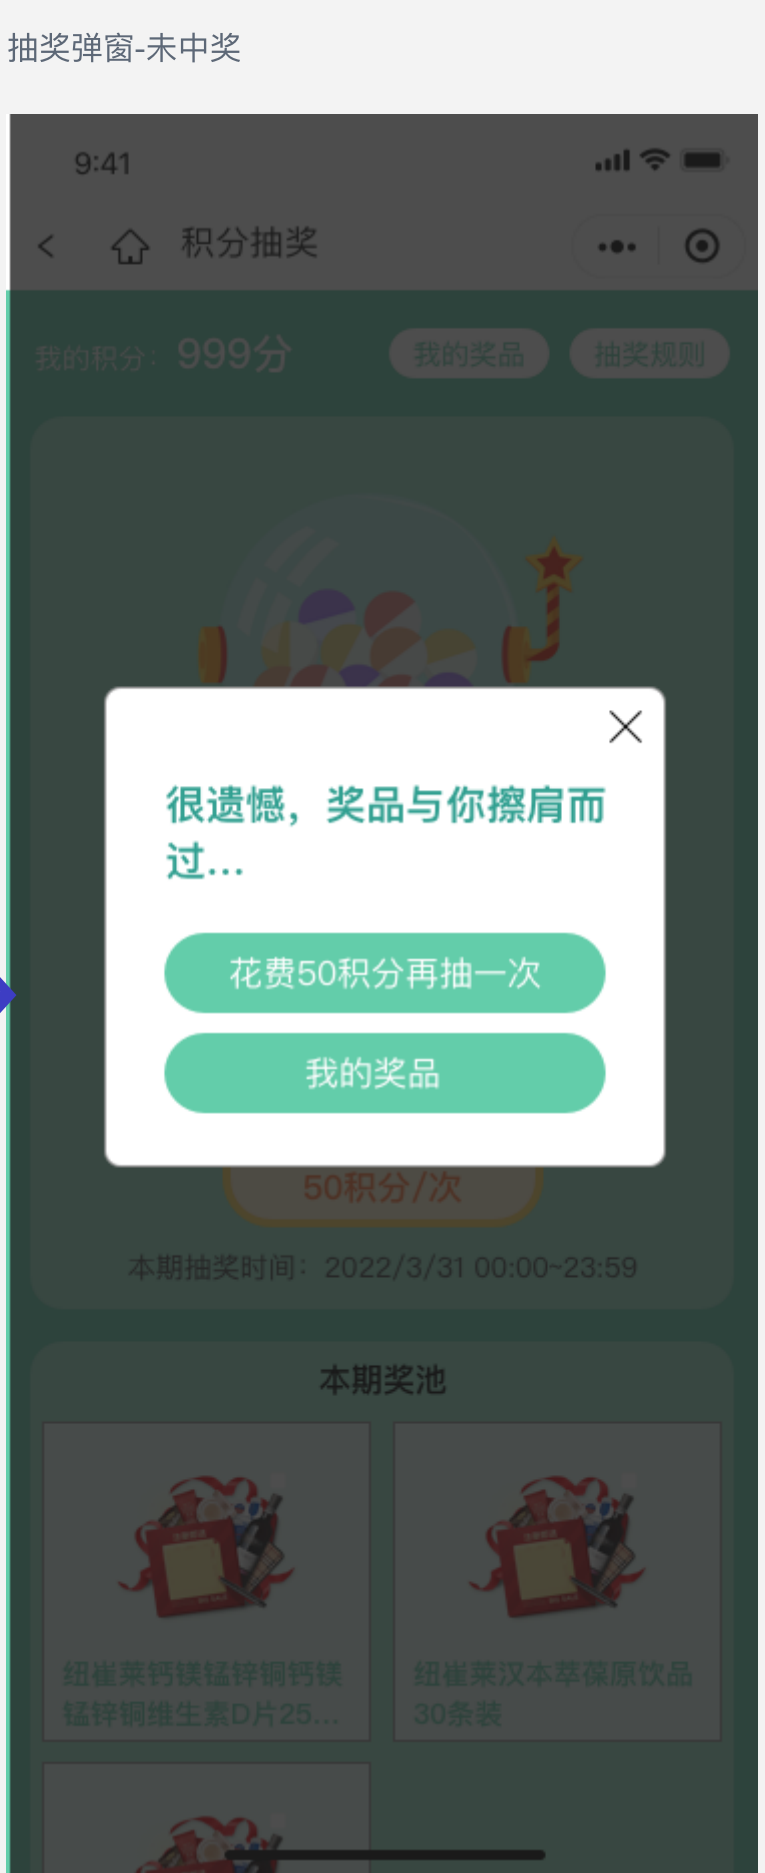 抽奖弹窗-未中奖
9:41
积分抽奖
我的积分：999分
我的奖品
抽奖规则
很遗憾，奖品与你擦肩而
过...
花费50积分再抽一次
我的奖品
50积分/次
本期抽奖时间：2022/3/31 00:00~23:59
本期奖池
纽崔莱钙镁锰锌铜钙镁
锰锌铜维生素D片25...
纽崔莱汉本萃葆原饮品
30条装